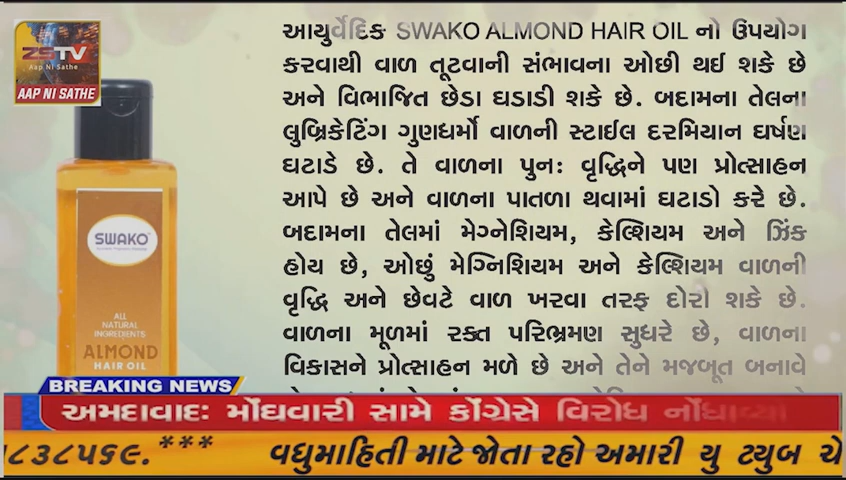 ZSTV
Aap Ni Sathe
AAP NI SATHE
આયુર્વેદિક SWAKO ALMOND HAIR OIL નો ઉપયોગ
કરવાથી વાળ તૂટવાની સંભાવના ઓછી થઈ શકે છે
અને વિભાજિત છેડા ઘડાડી શકે છે. બદામના તેલના
લુબ્રિકેટિંગ ગુણધર્મો વાળની સ્ટાઈલ દરમિયાન ઘર્ષણ
ઘટાડે છે. તે વાળના પુનઃ વૃદ્ધિને પણ પ્રોત્સાહન
આપે છે અને વાળના પાતળા થવામાં ઘટાડો કરે છે.
બદામના તેલમાં મેગ્નેશિયમ, કેલ્શિયમ અને ઝિંક
હોય છે, ઓછું મેગ્નિશિયમ અને કેલ્શિયમ વાળની
વૃદ્ધિ અને છેવટે વાળ ખરવા તરફ દોરો શકે છે.
વાળના મૂળમાં રક્ત પરિભ્રમણ સુધરે છે, વાળના
વિકાસને પ્રોત્સાહન મળે છે અને તેને મજબૂત બનાવે
SWAKO
ALL
NATURAL
INGREDIENTS
ALMOND
HAIR OIL
BREAKING NEWS
અમદાવાદઃ મોંઘવારી સામે કોંગ્રેસે વિરોધ નોંધાવ્યા
૧૮૩૮૫૬૯.*** વધુમાહિતી માટે જોતા રહો અમારી યુ ટ્યુબ ચે